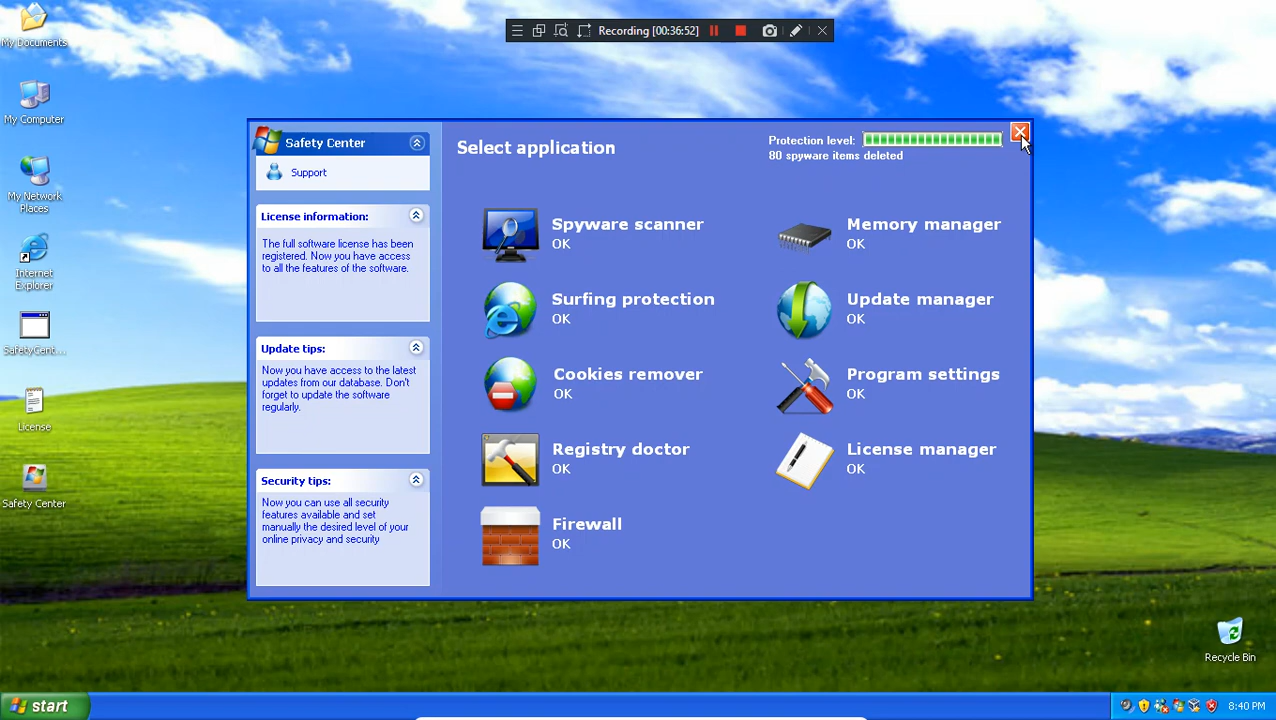 Recording [00:36:52]
My Documents
My Computer
My Network
Places
Internet
Explorer
SafetyCent...
License
Safety Center
Safety Center
Support
License information:
The full software license has been
registered. Now you have access
to all the features of the software.
Update tips:
Now you have access to the latest
updates from our database. Don't
forget to update the software
regularly.
Security tips:
Now you can use all security
features available and set
manually the desired level of your
online privacy and security
Select application
Protection level:
80 spyware items deleted
Spyware scanner
OK
Memory manager
OK
Surfing protection
OK
Update manager
OK
Cookies remover
OK
Program settings
OK
Registry doctor
OK
License manager
OK
Firewall
OK
Recycle Bin
start
8:40 PM